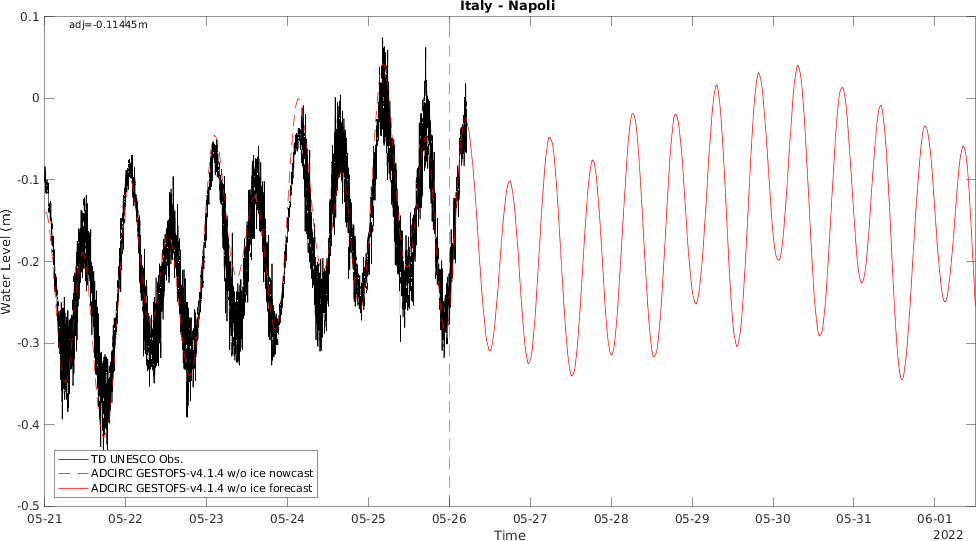 Italy - Napoli
adj=-0.11445m
0.1
0
-0.1
-0.2
-0.3
-0.4
-0.5
Water Level (m)
TD UNESCO Obs.
ADCIRC GESTOFS-v4.1.4 w/o ice nowcast
ADCIRC GESTOFS-v4.1.4 w/o ice forecast
05-21 05-22 05-23 05-24 05-25 05-26 05-27 05-28 05-29 05-30 05-31 06-01
2022
Time